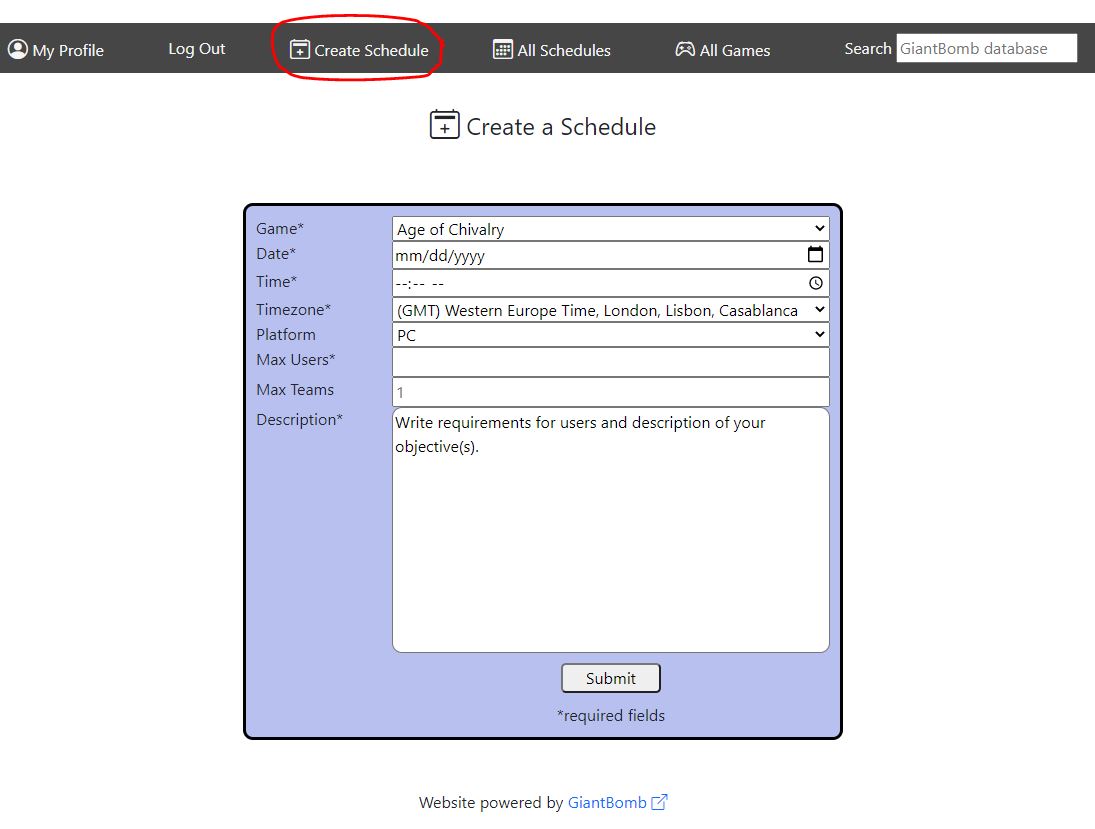 My Profile Log Out Create Schedule All Schedules All Games Search GiantBomb database
Create a Schedule
Game* Age of Chivalry
Date* mm/dd/yyyy
Time* --:-- --
Timezone* (GMT) Western Europe Time, London, Lisbon, Casablanca
Platform PC
Max Users*
Max Teams 1
Description* Write requirements for users and description of your
objective(s).
Submit
*required fields
Website powered by GiantBomb